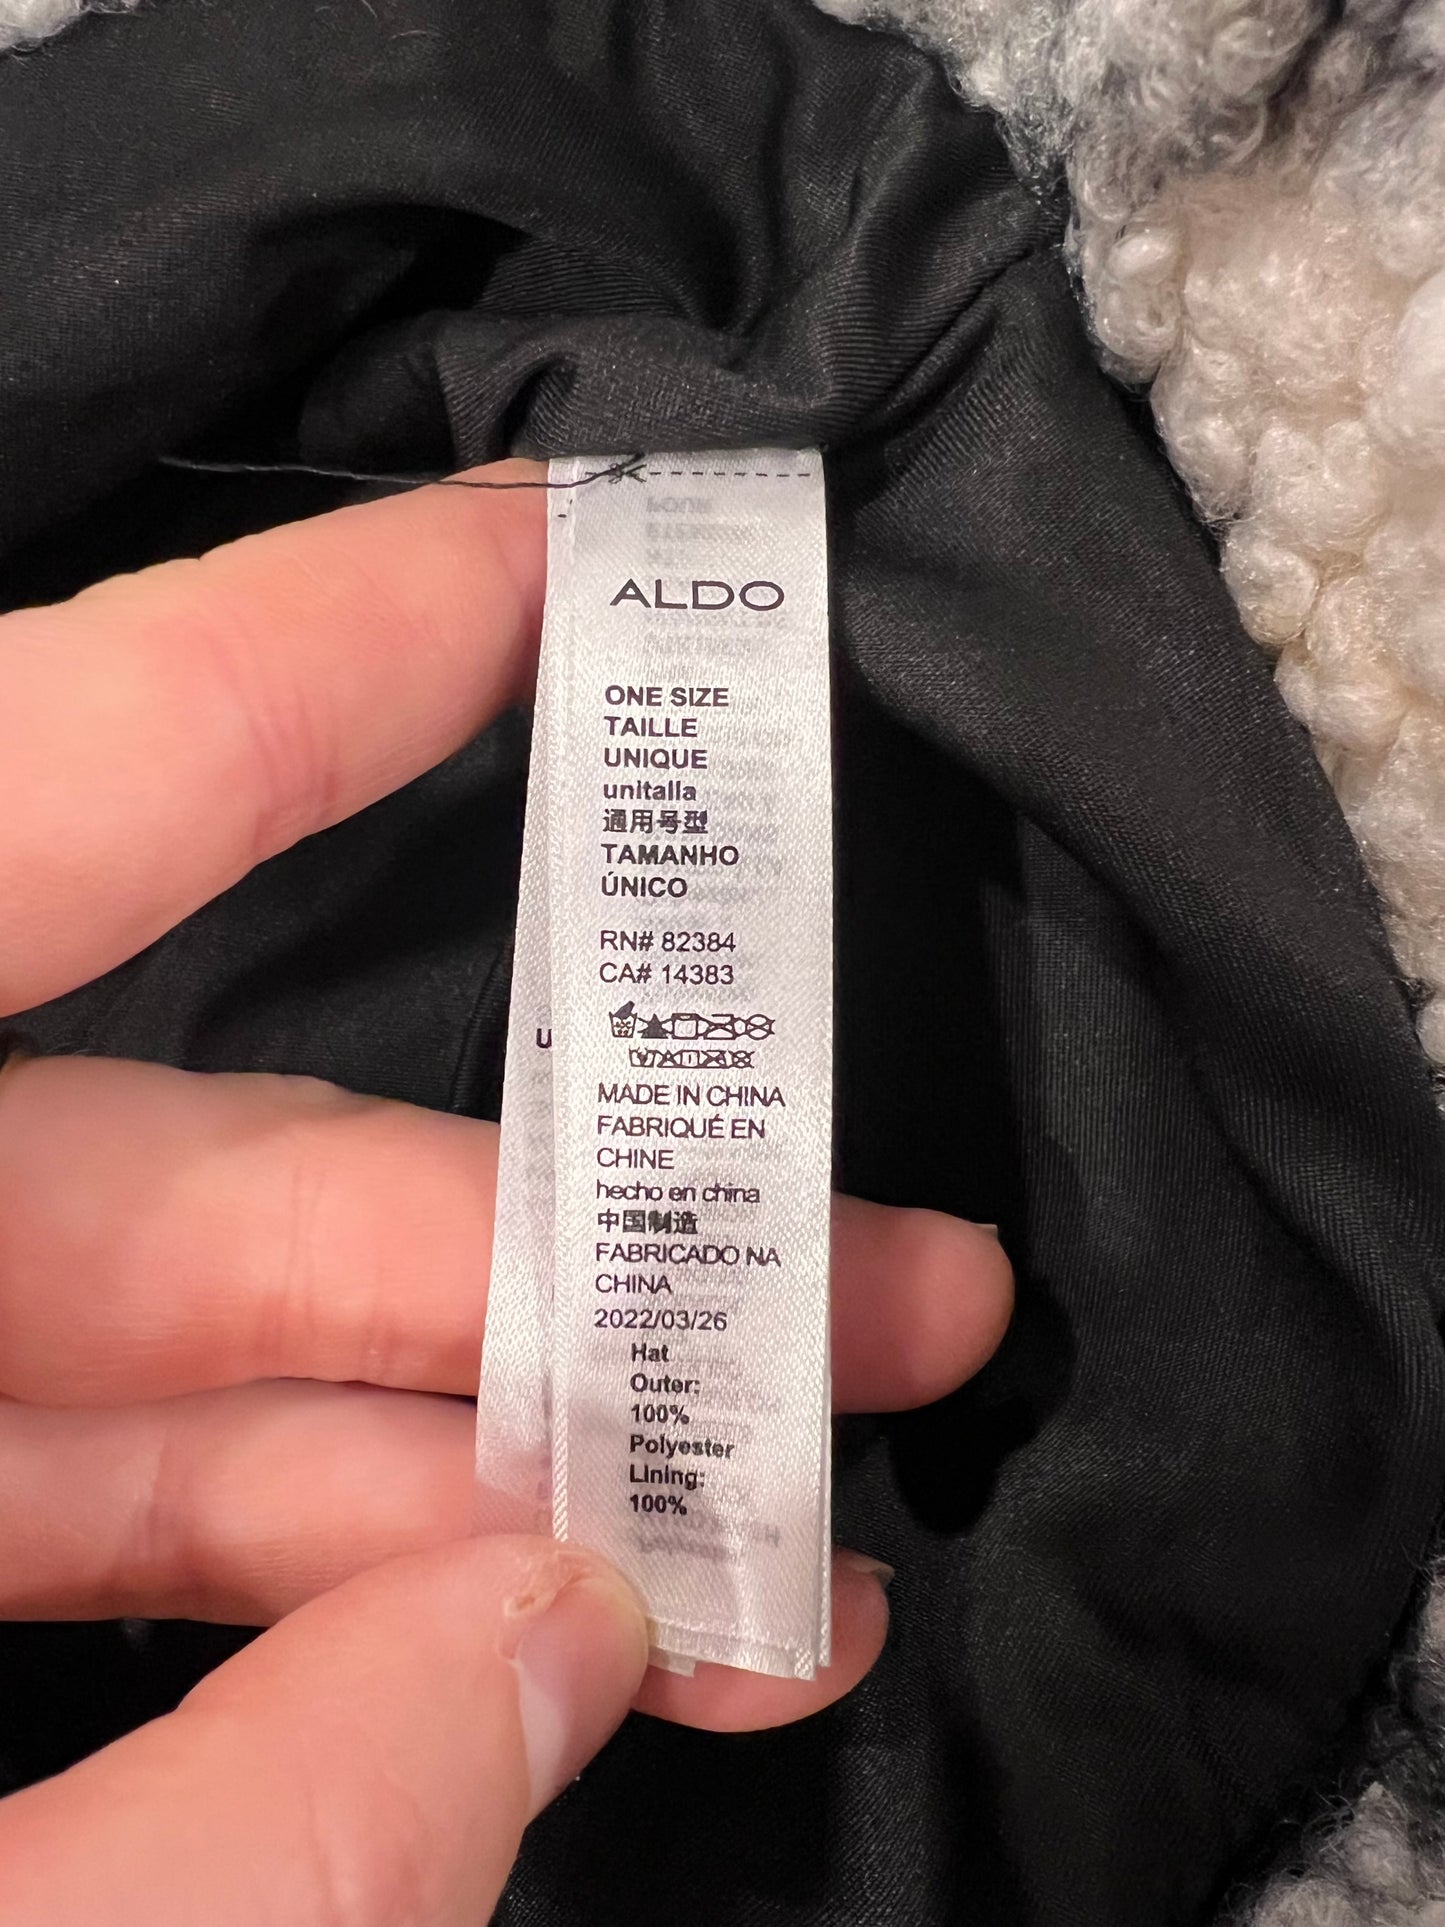 ALDO
ONE SIZE
TAILLE
UNIQUE
unitalla
通用号型
TAMANHO
ÚNICO
RN# 82384
CA# 14383
U
MADE IN CHINA
FABRIQUÉ EN
CHINE
hecho en china
中国制造
FABRICADO NA
CHINA
2022/03/26
Hat
Outer:
100%
Polyester
Lining:
100%